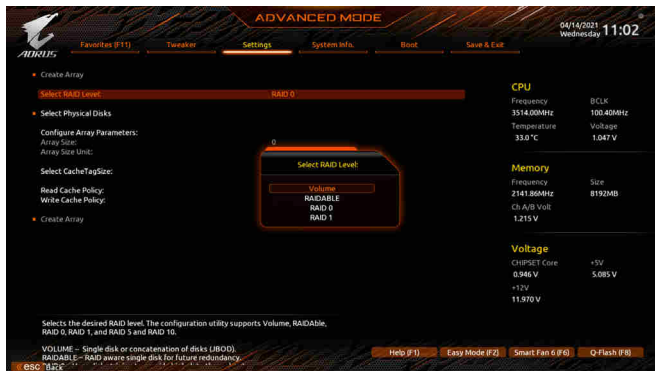 ADVANCED MODE
04/14/2021 11:02
Wednesday
AORUS
Favorites (F11) Tweaker Settings System Info. Boot Save & Exit
Create Array
Select RAID Level: RAID 0
Select Physical Disks
Configure Array Parameters:
Array Size: 0
Array Size Unit:
Select CacheTagSize:
Read Cache Policy:
Write Cache Policy:
Create Array
Select RAID Level:
Volume
RAIDABLE
RAID 0
RAID 1
CPU
Frequency BCLK
3514.00MHz 100.40MHz
Temperature Voltage
33.0 °C 1.047 V
Memory
Frequency Size
2141.86MHz 8192MB
Ch A/B Volt
1.215 V
Voltage
CHIPSET Core +5V
0.946 V 5.085 V
+12V
11.970 V
Selects the desired RAID level. The configuration utility supports Volume, RAIDAble,
RAID 0, RAID 1, and RAID 5 and RAID 10.
VOLUME – Single disk or concatenation of disks (JBOD).
RAIDABLE – RAID aware single disk for future redundancy.
Help (F1) Easy Mode (F2) Smart Fan 6 (F6) Q-Flash (F8)
esc Back